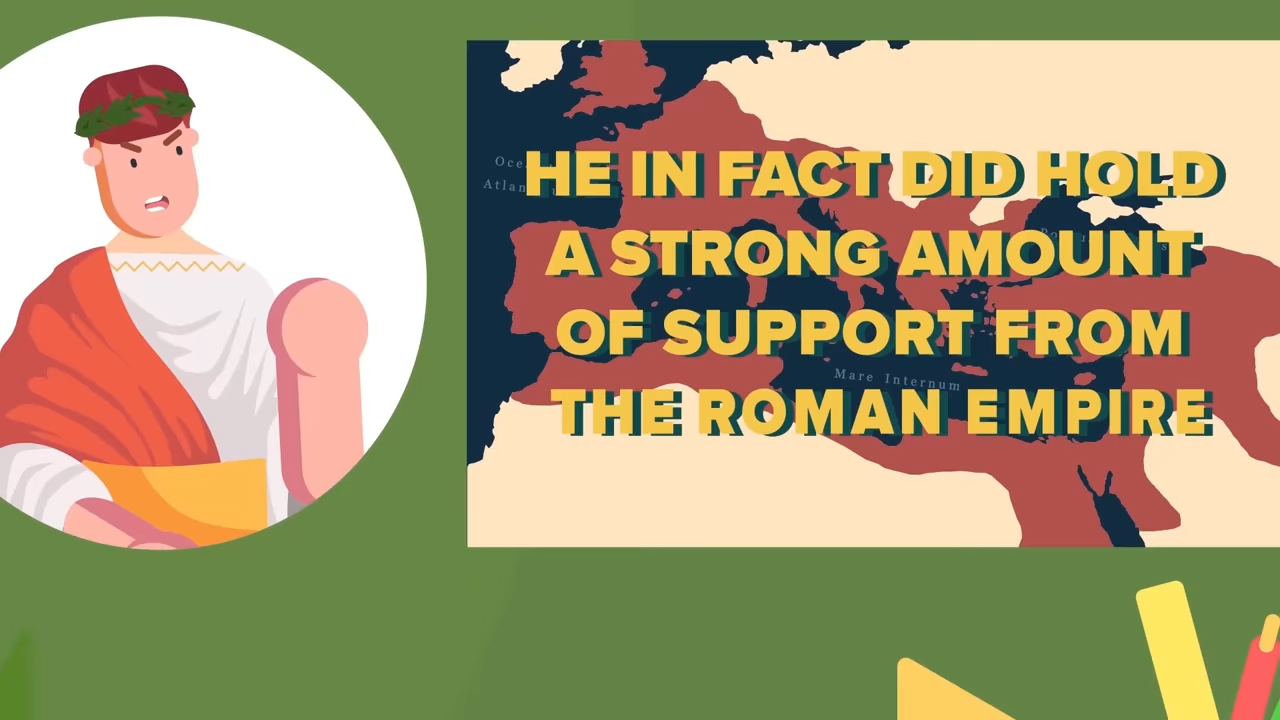 HE IN FACT DID HOLD
A STRONG AMOUNT
OF SUPPORT FROM
THE ROMAN EMPIRE
Mare Internum